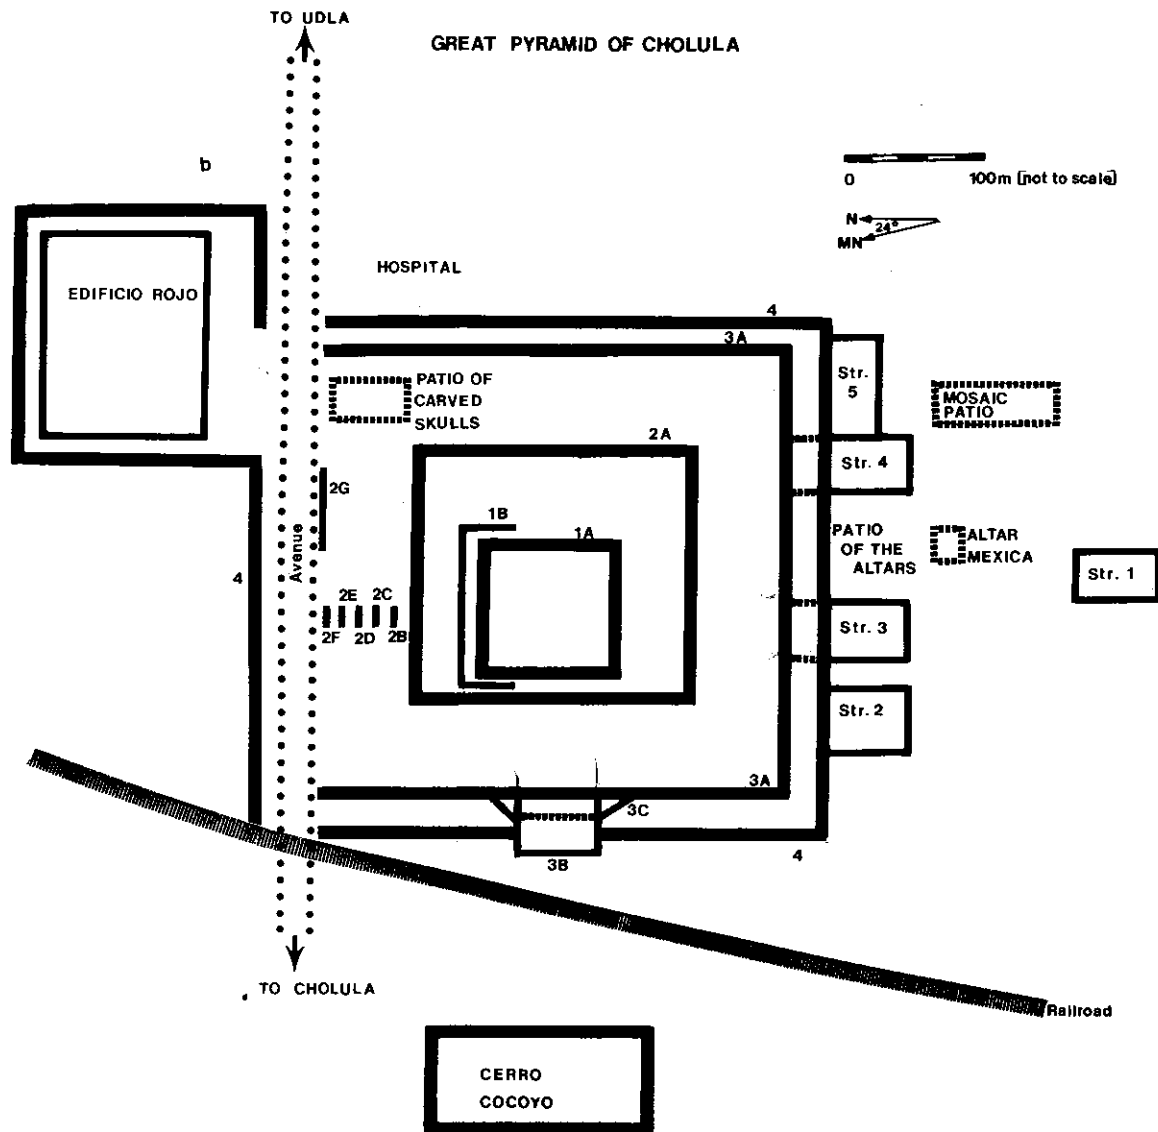 TO UDLA
GREAT PYRAMID OF CHOLULA
b
0 100m [not to scale]
N
24°
MN
HOSPITAL
EDIFICIO ROJO
4
3A
Str.
5
PATIO OF
CARVED
SKULLS
MOSAIC
PATIO
2A
Str. 4
2G
1B
1A
Avenue
PATIO
OF THE
ALTARS
ALTAR
MEXICA
Str. 1
4
2E 2C
2F 2D 2B
Str. 3
Str. 2
3A
3C
3B
4
TO CHOLULA
Railroad
CERRO
COCOYO